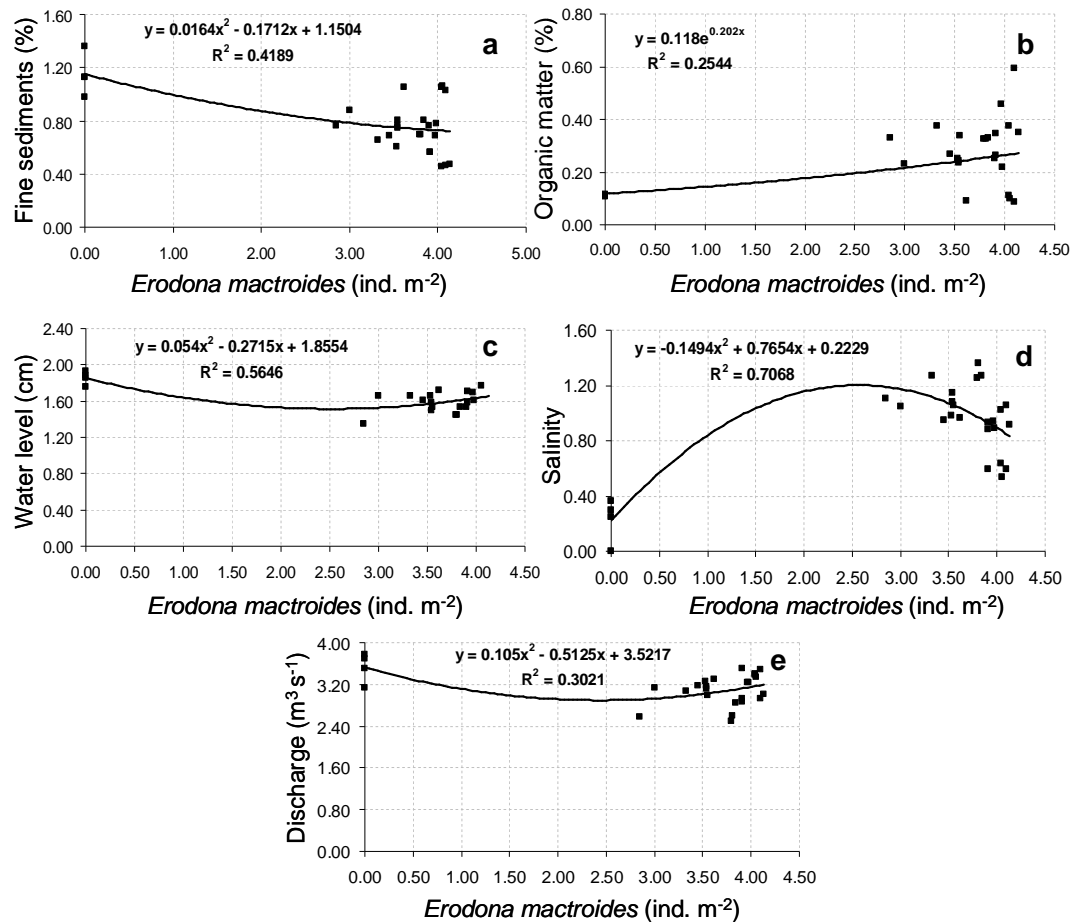 y = 0.0164x² - 0.1712x + 1.1504
R² = 0.4189
a
Fine sediments (%)
1.60
1.20
0.80
0.40
0.00
0.00 1.00 2.00 3.00 4.00 5.00
Erodona mactroides (ind. m⁻²)
y = 0.118e^0.202x
R² = 0.2544
b
Organic matter (%)
0.80
0.60
0.40
0.20
0.00
0.00 0.50 1.00 1.50 2.00 2.50 3.00 3.50 4.00 4.50
Erodona mactroides (ind. m⁻²)
y = 0.054x² - 0.2715x + 1.8554
R² = 0.5646
c
Water level (cm)
2.40
2.00
1.60
1.20
0.80
0.40
0.00
0.00 0.50 1.00 1.50 2.00 2.50 3.00 3.50 4.00 4.50
Erodona mactroides (ind. m⁻²)
y = -0.1494x² + 0.7654x + 0.2229
R² = 0.7068
d
Salinity
1.60
1.20
0.80
0.40
0.00
0.00 0.50 1.00 1.50 2.00 2.50 3.00 3.50 4.00 4.50
Erodona mactroides (ind. m⁻²)
y = 0.105x² - 0.5125x + 3.5217
R² = 0.3021
e
Discharge (m³ s⁻¹)
4.00
3.20
2.40
1.60
0.80
0.00
0.00 0.50 1.00 1.50 2.00 2.50 3.00 3.50 4.00 4.50
Erodona mactroides (ind. m⁻²)